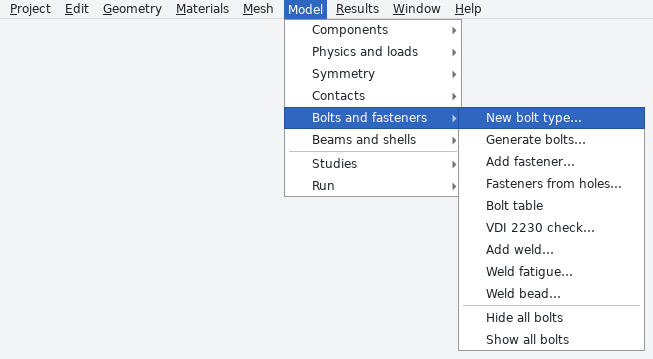 Project Edit Geometry Materials Mesh Model Results Window Help
Components
Physics and loads
Symmetry
Contacts
Bolts and fasteners
Beams and shells
Studies
Run
New bolt type...
Generate bolts...
Add fastener...
Fasteners from holes...
Bolt table
VDI 2230 check...
Add weld...
Weld fatigue...
Weld bead...
Hide all bolts
Show all bolts